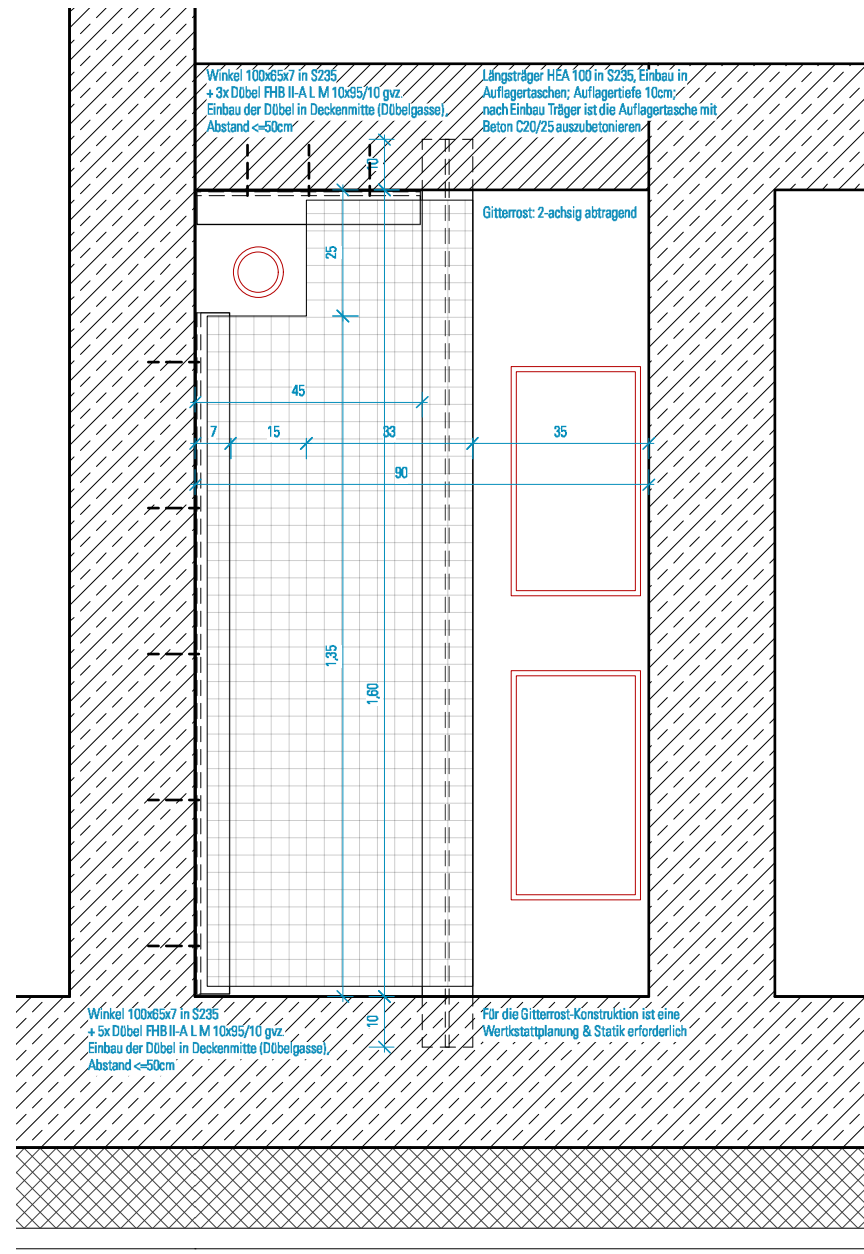 Winkel 100x65x7 in S235
+ 3x Dübel FHB II-A L M 10x95/10 gvz
Einbau der Dübel in Deckenmitte (Dübelgasse),
Abstand <=50cm
Längsträger HEA 100 in S235, Einbau in
Auflagertaschen; Auflagertiefe 10cm;
nach Einbau Träger ist die Auflagertasche mit
Beton C20/25 auszubetonieren
10
Gitterrost: 2-achsig abtragend
25
45
7
15
33
35
90
1,35
1,60
10
Winkel 100x65x7 in S235
+ 5x Dübel FHB II-A L M 10x95/10 gvz
Einbau der Dübel in Deckenmitte (Dübelgasse),
Abstand <=50cm
Für die Gitterrost-Konstruktion ist eine
Wertkstattplanung & Statik erforderlich